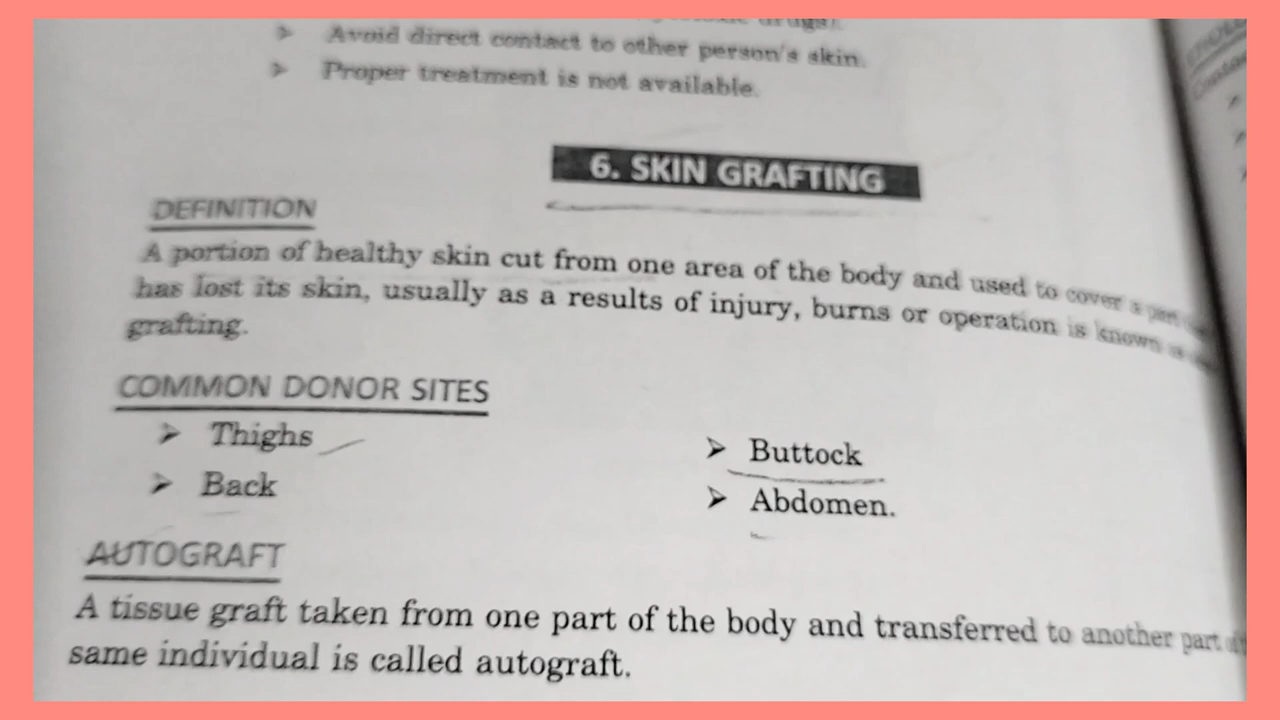 drugs).
➤ Avoid direct contact to other person's skin.
➤ Proper treatment is not available.
6. SKIN GRAFTING
DEFINITION
A portion of healthy skin cut from one area of the body and used to cover a part
has lost its skin, usually as a results of injury, burns or operation is known
grafting.
COMMON DONOR SITES
➤ Thighs
➤ Back
➤ Buttock
➤ Abdomen.
AUTOGRAFT
A tissue graft taken from one part of the body and transferred to another part
same individual is called autograft.